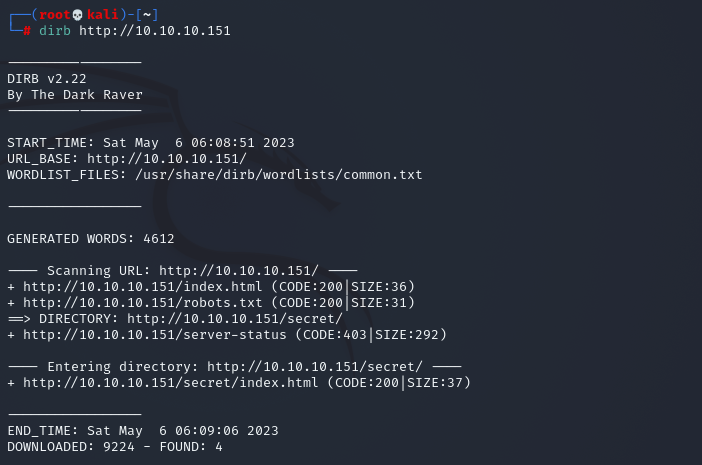 ┌──(root💀kali)-[~]
└─# dirb http://10.10.10.151
-----------------
DIRB v2.22
By The Dark Raver
-----------------
START_TIME: Sat May  6 06:08:51 2023
URL_BASE: http://10.10.10.151/
WORDLIST_FILES: /usr/share/dirb/wordlists/common.txt
-----------------
GENERATED WORDS: 4612
---- Scanning URL: http://10.10.10.151/ ----
+ http://10.10.10.151/index.html (CODE:200|SIZE:36)
+ http://10.10.10.151/robots.txt (CODE:200|SIZE:31)
==> DIRECTORY: http://10.10.10.151/secret/
+ http://10.10.10.151/server-status (CODE:403|SIZE:292)
---- Entering directory: http://10.10.10.151/secret/ ----
+ http://10.10.10.151/secret/index.html (CODE:200|SIZE:37)
-----------------
END_TIME: Sat May  6 06:09:06 2023
DOWNLOADED: 9224 - FOUND: 4